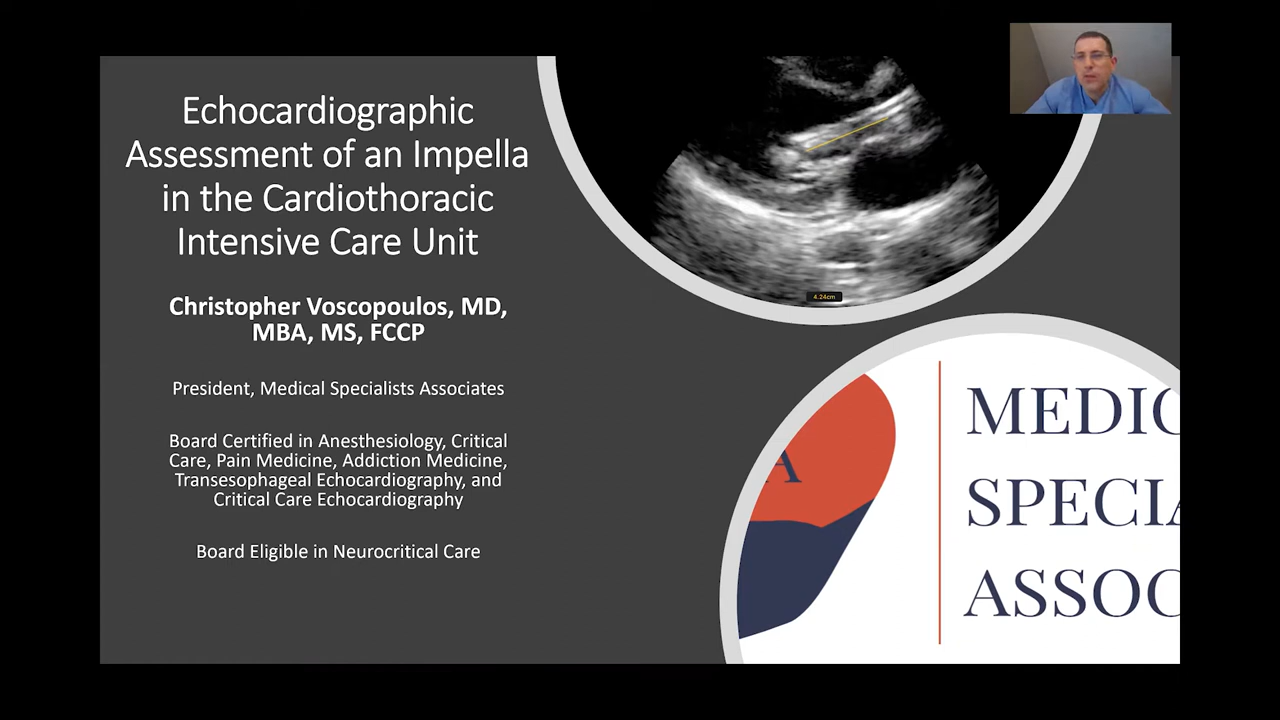 Echocardiographic
Assessment of an Impella
in the Cardiothoracic
Intensive Care Unit
Christopher Voscopoulos, MD,
MBA, MS, FCCP
President, Medical Specialists Associates
Board Certified in Anesthesiology, Critical
Care, Pain Medicine, Addiction Medicine,
Transesophageal Echocardiography, and
Critical Care Echocardiography
Board Eligible in Neurocritical Care
4.24cm
A
MEDIC
SPECIA
ASSOC